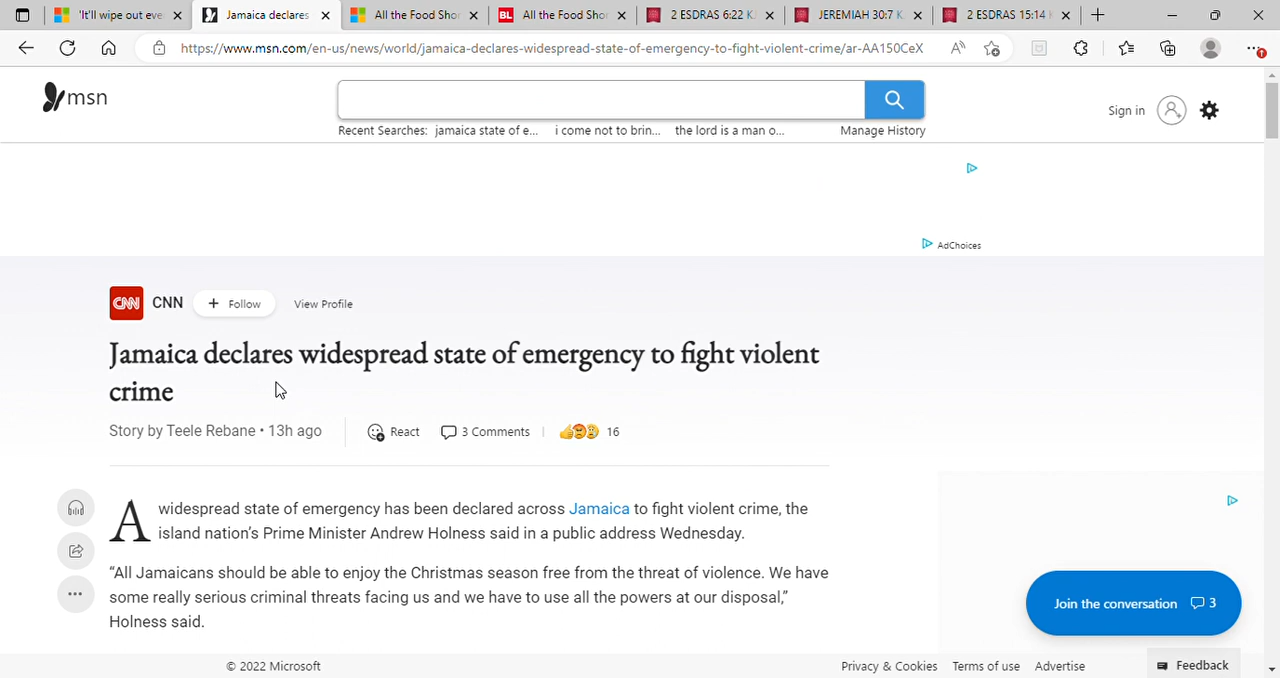 'It'll wipe out eve
Jamaica declares
All the Food Shor
All the Food Shor
2 ESDRAS 6:22 K
JEREMIAH 30:7 K
2 ESDRAS 15:14 K
https://www.msn.com/en-us/news/world/jamaica-declares-widespread-state-of-emergency-to-fight-violent-crime/ar-AA150CeX
msn
Sign in
Recent Searches: jamaica state of e... i come not to brin... the lord is a man o... Manage History
AdChoices
CNN CNN + Follow View Profile
Jamaica declares widespread state of emergency to fight violent
crime
Story by Teele Rebane • 13h ago React 3 Comments 16
A widespread state of emergency has been declared across Jamaica to fight violent crime, the
island nation's Prime Minister Andrew Holness said in a public address Wednesday.
“All Jamaicans should be able to enjoy the Christmas season free from the threat of violence. We have
some really serious criminal threats facing us and we have to use all the powers at our disposal,”
Holness said.
Join the conversation 3
© 2022 Microsoft Privacy & Cookies Terms of use Advertise Feedback